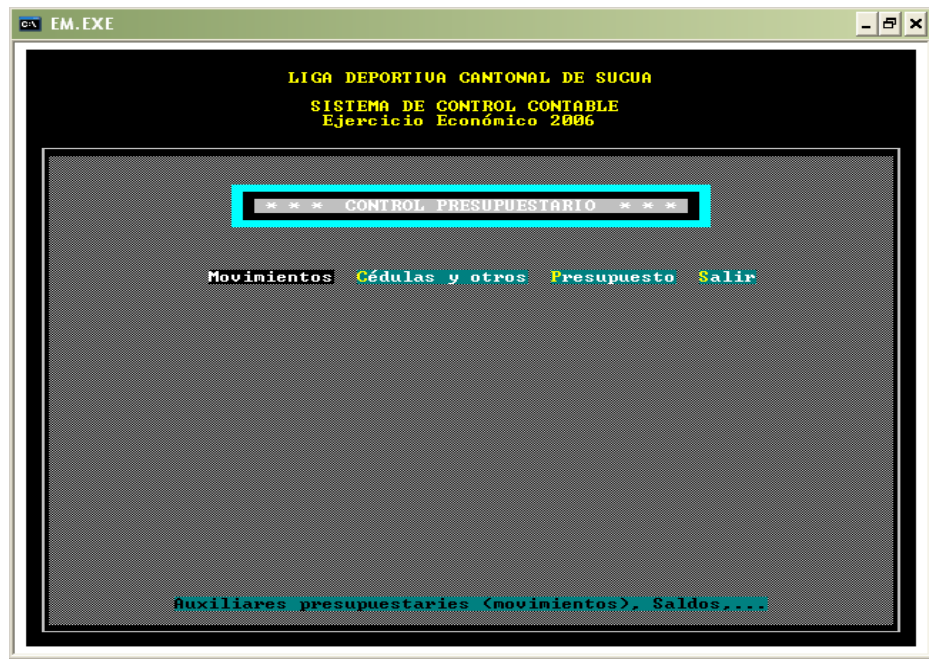 EM.EXE
LIGA DEPORTIVA CANTONAL DE SUCUA
SISTEMA DE CONTROL CONTABLE
Ejercicio Económico 2006
* * * CONTROL PRESUPUESTARIO * * *
Movimientos Cédulas y otros Presupuesto Salir
Auxiliares presupuestaries (movimientos), Saldos,...